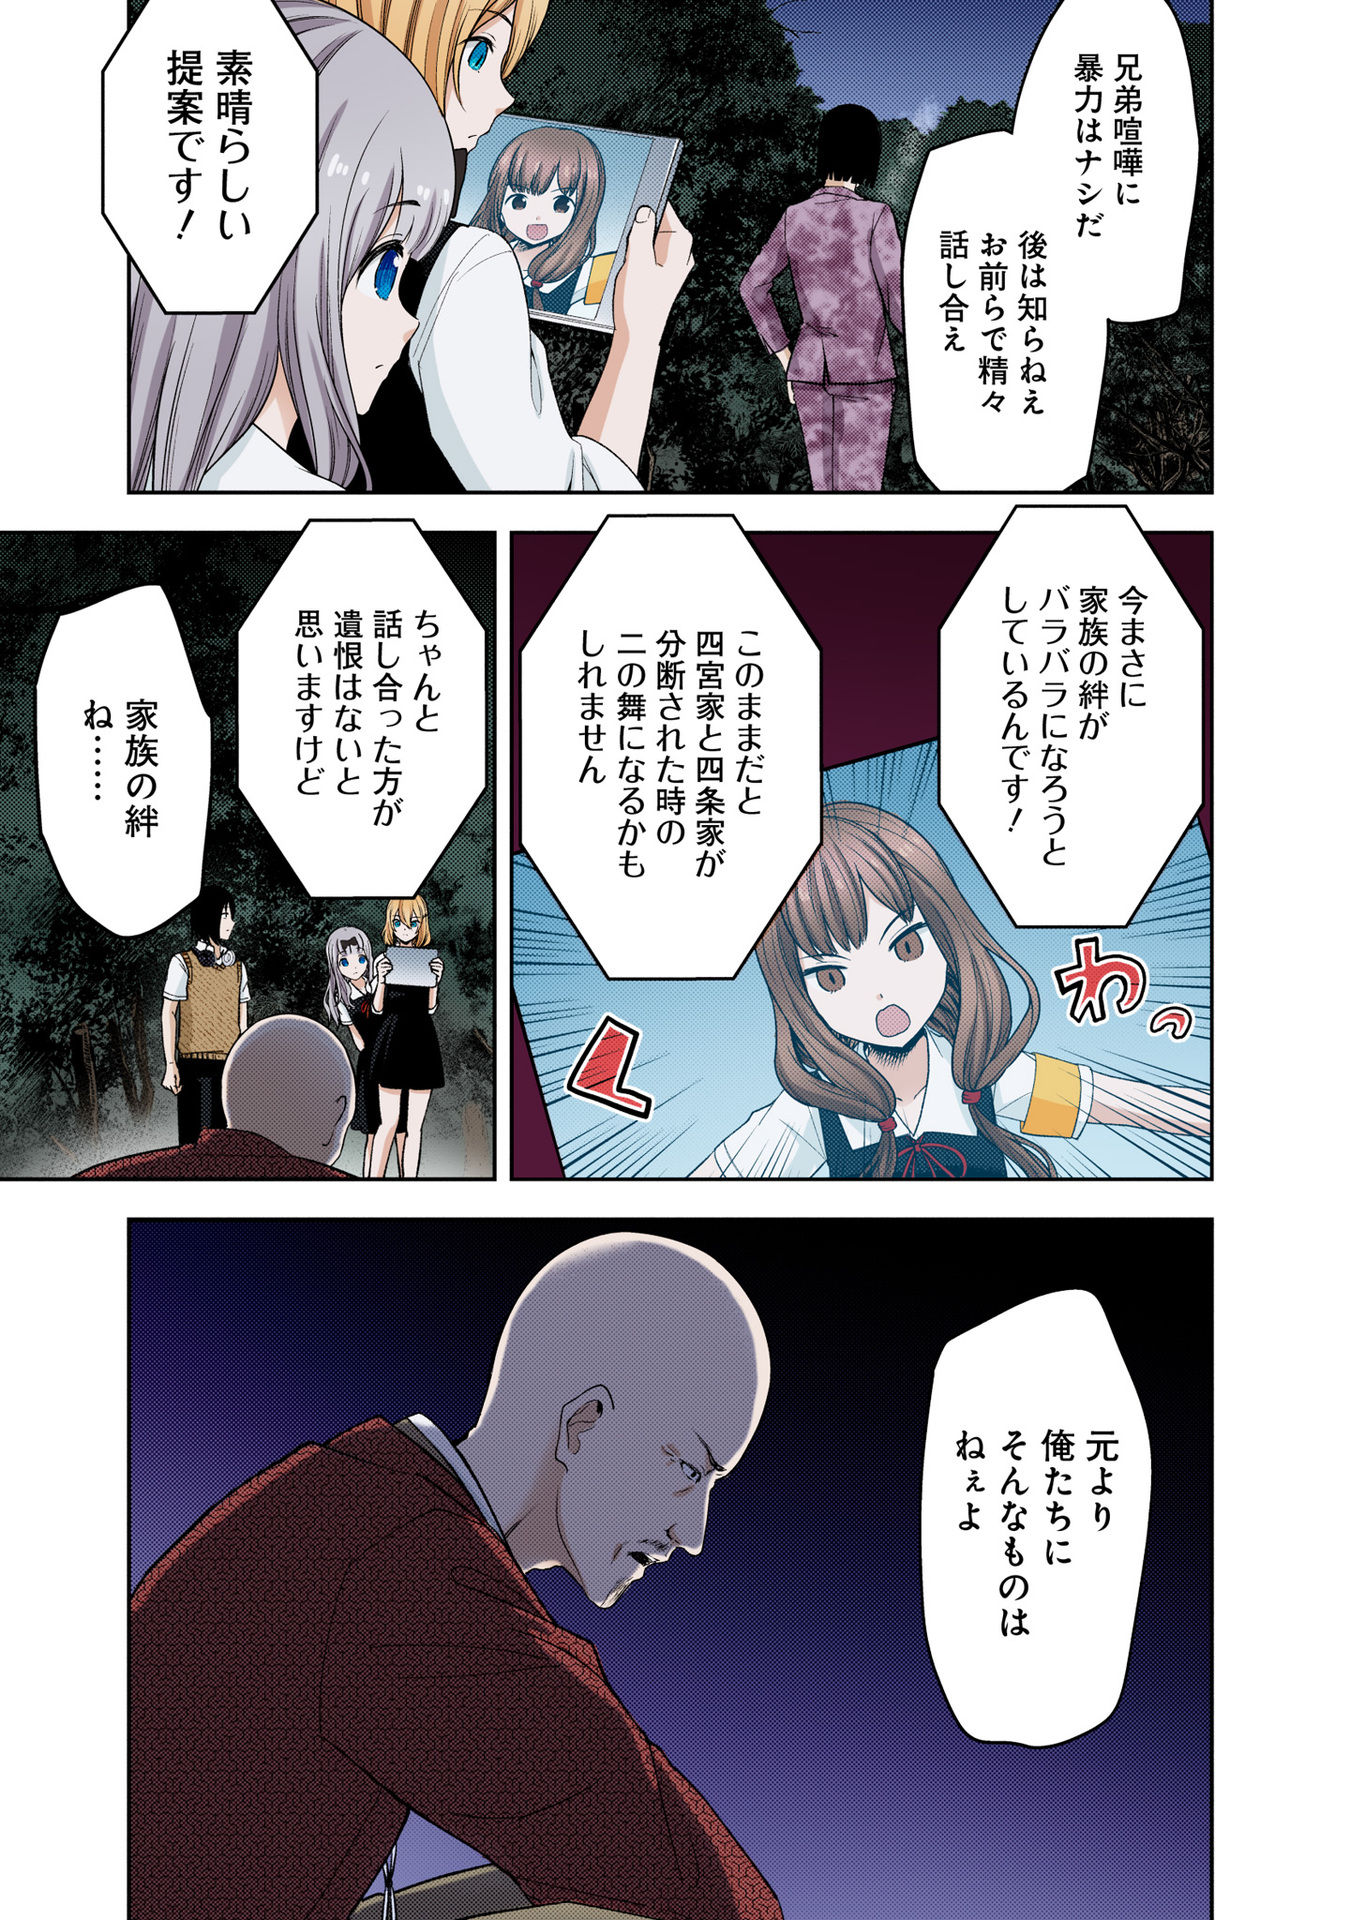 兄弟喧嘩に
暴力はナシだ
後は知らねえ
お前らで精々
話し合え
素晴らしい
提案です！
今まさに
家族の絆が
バラバラになろうと
しているんです！
このままだと
四宮家と四条家が
分断された時の
二の舞になるかも
しれません
わっ
くっ
ちゃんと
話し合った方が
遺恨はないと
思いますけど
家族の絆
ね……
元より
俺たちに
そんなものは
ねぇよ